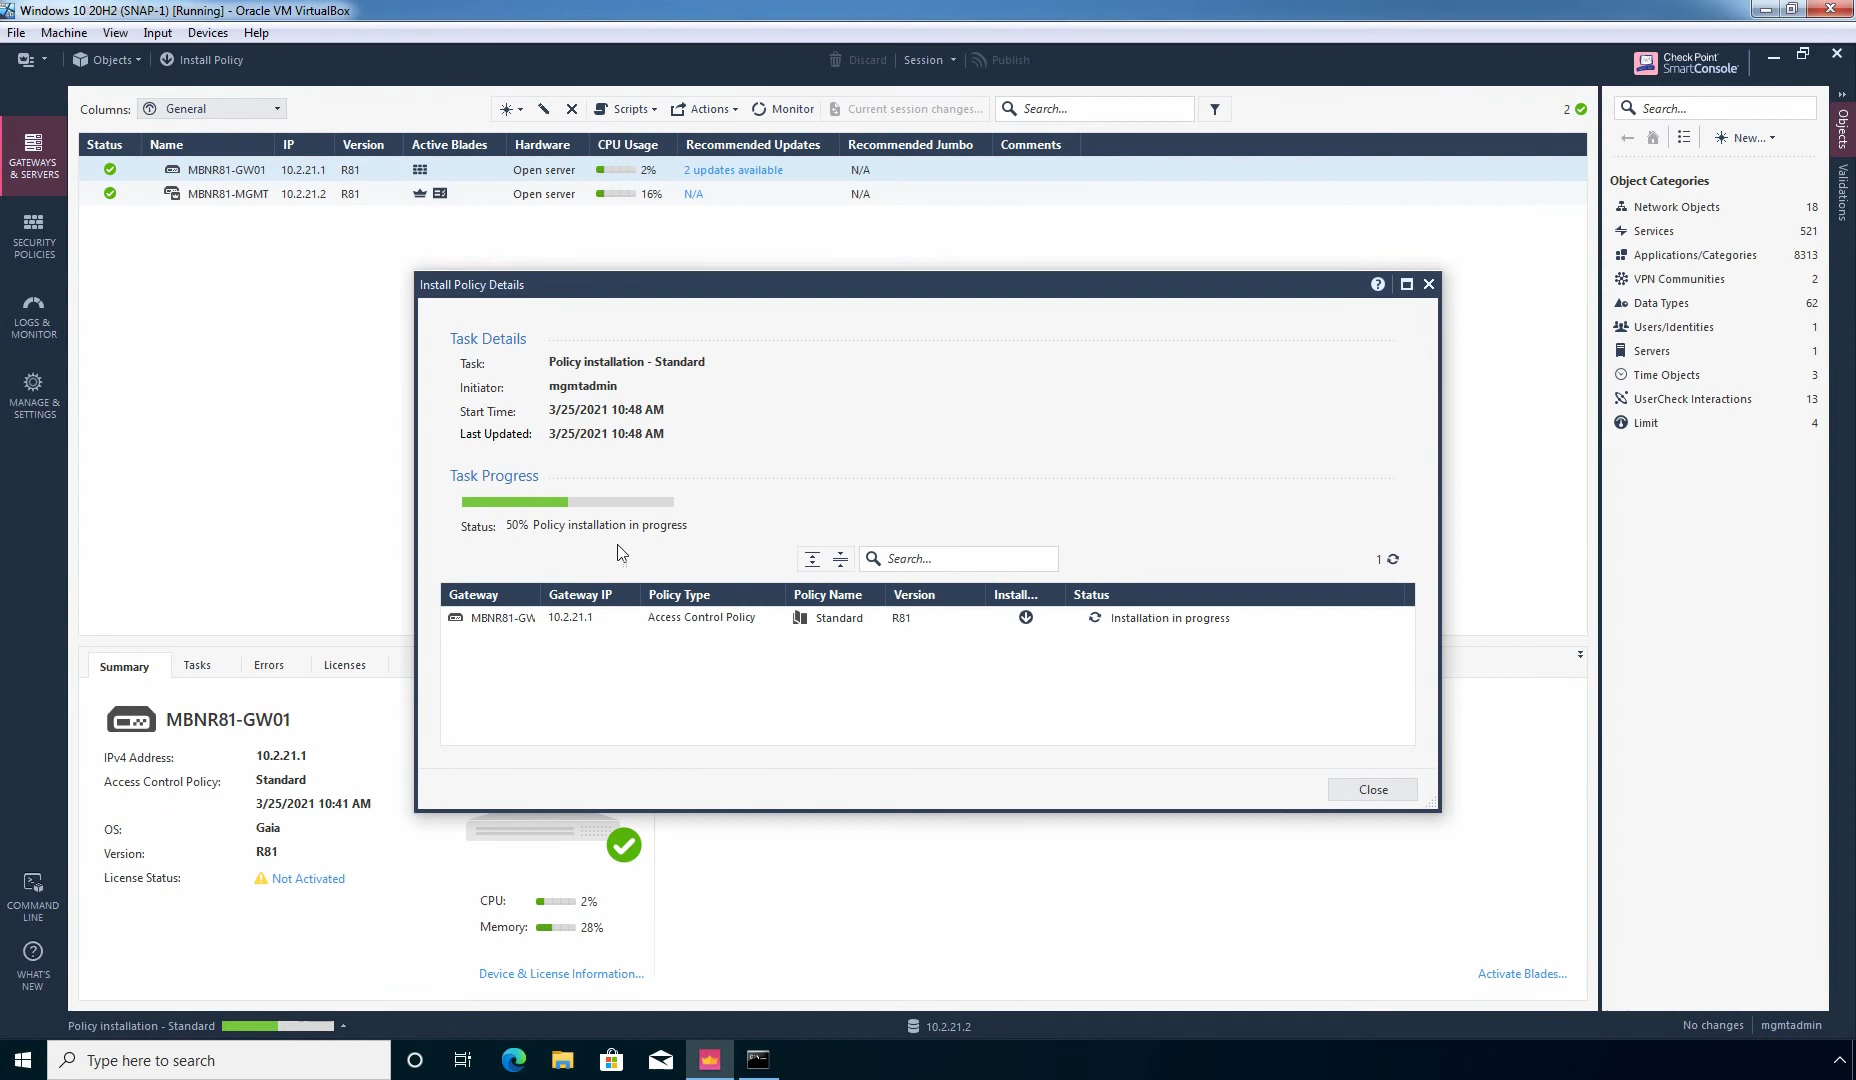 Windows 10 20H2 (SNAP-1) [Running] - Oracle VM VirtualBox
File Machine View Input Devices Help
Objects Install Policy Discard Session Publish Check Point SmartConsole
Columns: General Scripts Actions Monitor Current session changes... Search... 2
Status Name IP Version Active Blades Hardware CPU Usage Recommended Updates Recommended Jumbo Comments
MBNR81-GW01 10.2.21.1 R81 Open server 2% 2 updates available N/A
MBNR81-MGMT 10.2.21.2 R81 Open server 16% N/A N/A
GATEWAYS
& SERVERS
SECURITY
POLICIES
LOGS &
MONITOR
MANAGE &
SETTINGS
COMMAND
LINE
WHAT'S
NEW
Install Policy Details
Task Details
Task: Policy installation - Standard
Initiator: mgmtadmin
Start Time: 3/25/2021 10:48 AM
Last Updated: 3/25/2021 10:48 AM
Task Progress
Status: 50% Policy installation in progress
Search... 1
Gateway Gateway IP Policy Type Policy Name Version Install... Status
MBNR81-GW 10.2.21.1 Access Control Policy Standard R81 Installation in progress
Close
Summary Tasks Errors Licenses
MBNR81-GW01
IPv4 Address: 10.2.21.1
Access Control Policy: Standard
3/25/2021 10:41 AM
OS: Gaia
Version: R81
License Status: Not Activated
CPU: 2%
Memory: 28%
Device & License Information...
Activate Blades...
Search...
New...
Object Categories
Network Objects 18
Services 521
Applications/Categories 8313
VPN Communities 2
Data Types 62
Users/Identities 1
Servers 1
Time Objects 3
UserCheck Interactions 13
Limit 4
Objects
Validations
Policy installation - Standard 10.2.21.2 No changes mgmtadmin
Type here to search